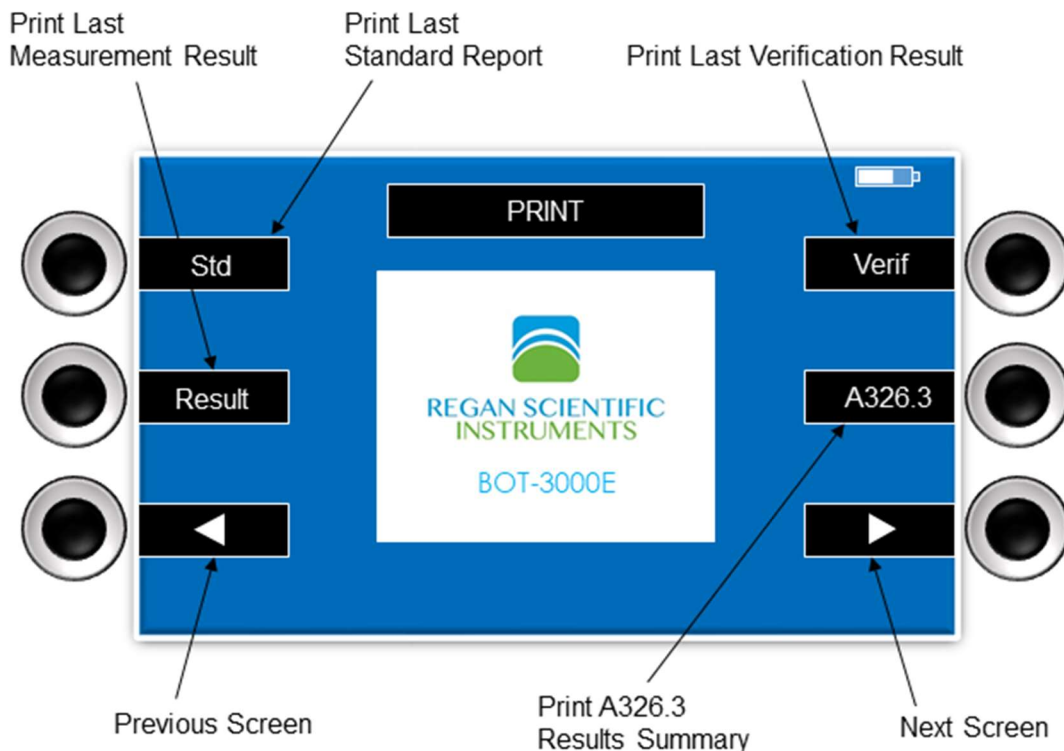 Print Last
Measurement Result
Print Last
Standard Report
Print Last Verification Result
PRINT
Std
Verif
Result
A326.3
REGAN SCIENTIFIC
INSTRUMENTS
BOT-3000E
Previous Screen
Print A326.3
Results Summary
Next Screen